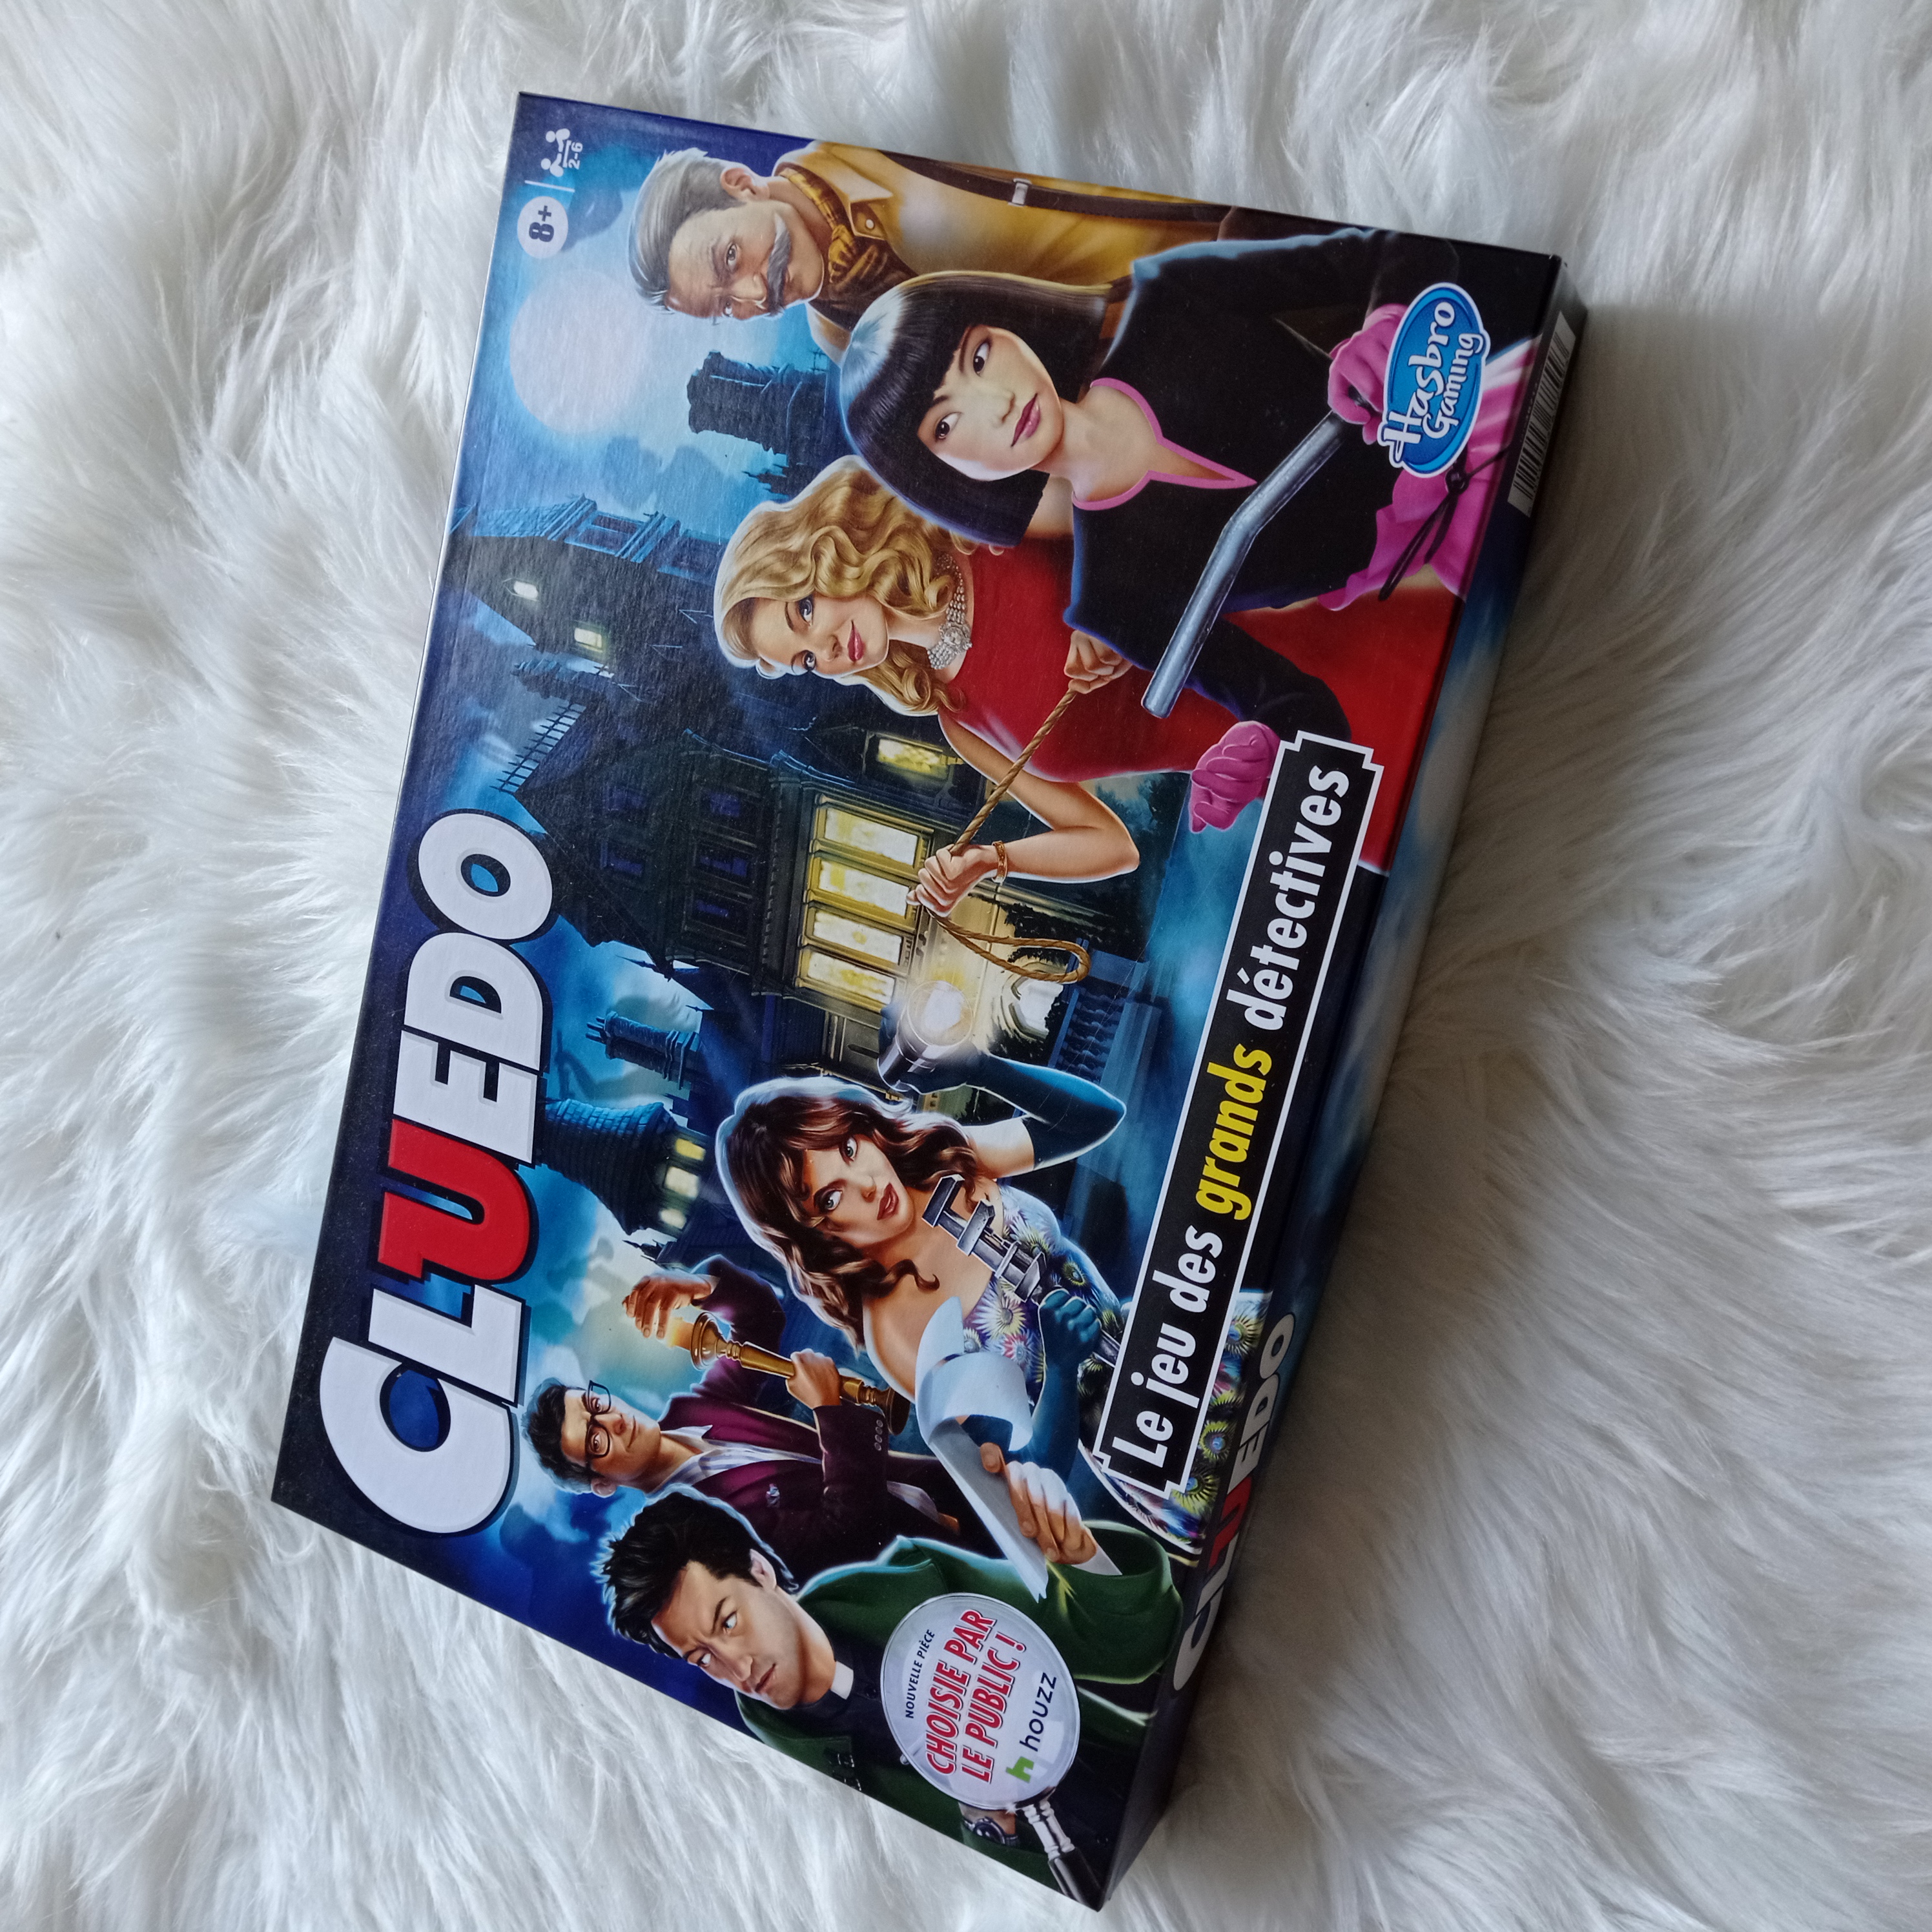 CLUEDO
8+
2-6
NOUVELLE PIÈCE
CHOISIE PAR
LE PUBLIC !
houzz
Le jeu des grands détectives
CLUEDO
Hasbro
Gaming